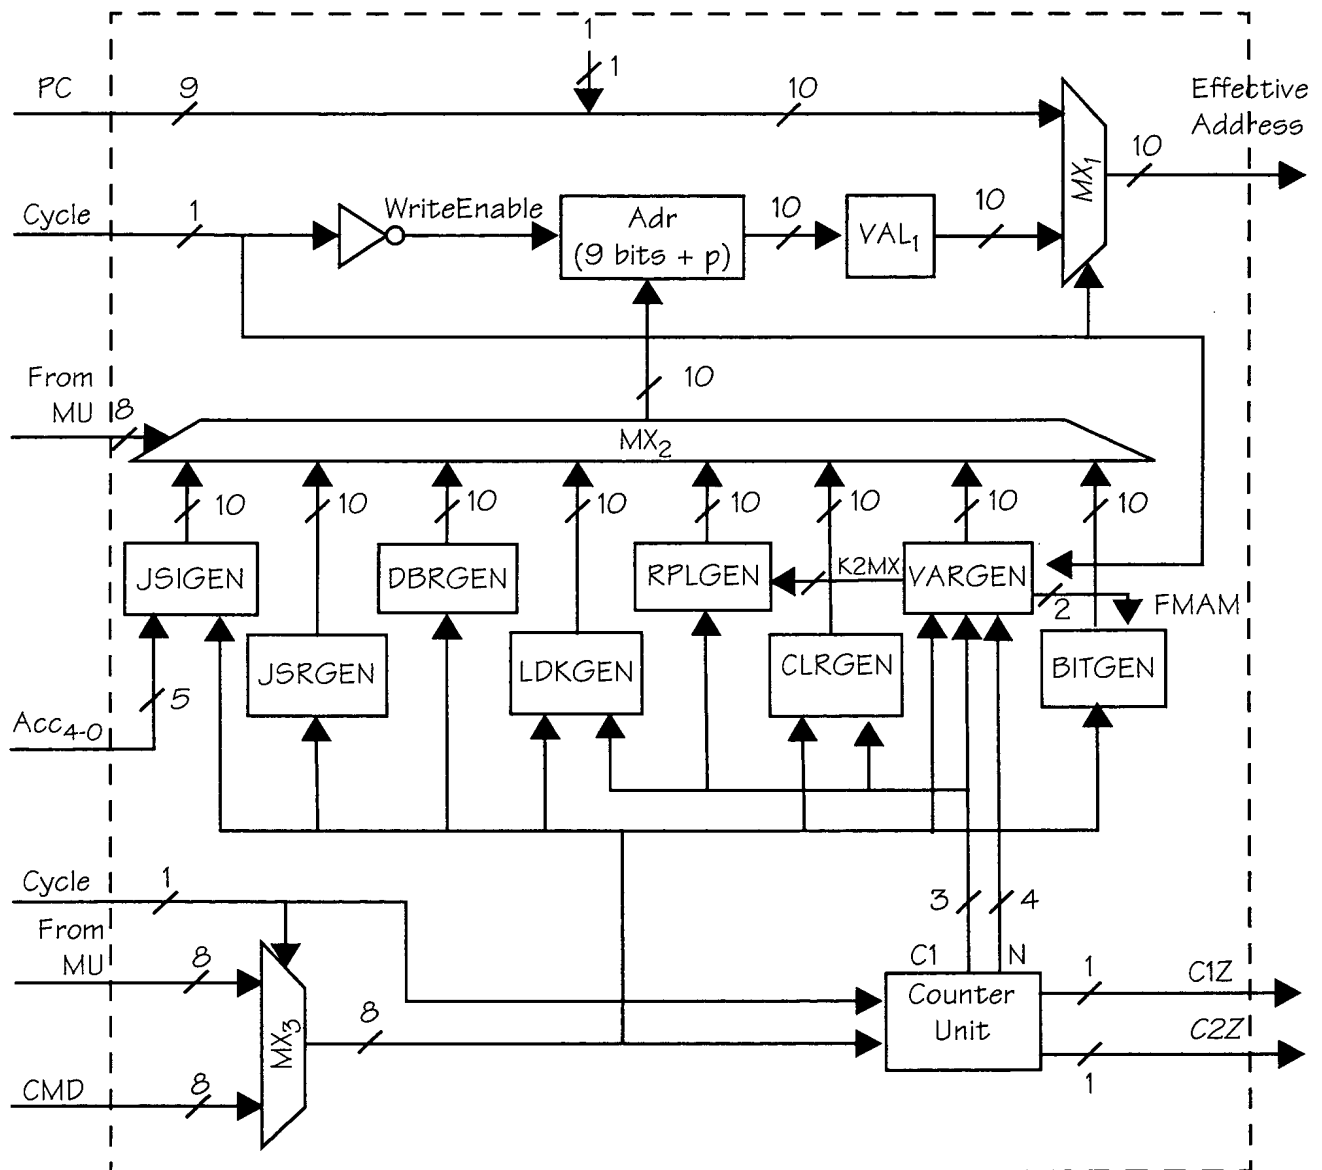 1
PC
9
1
10
Effective
Address
MX1
10
Cycle
1
WriteEnable
Adr
(9 bits + p)
10
VAL1
10
From
MU
8
10
MX2
10
10
10
10
10
10
10
10
JSIGEN
DBRGEN
RPLGEN
K2MX
VARGEN
2
FMAM
JSRGEN
LDKGEN
CLRGEN
BITGEN
5
Acc4-0
Cycle
1
3
4
From
MU
8
C1
N
1
C1Z
Counter
Unit
MX3
8
C2Z
CMD
8
1